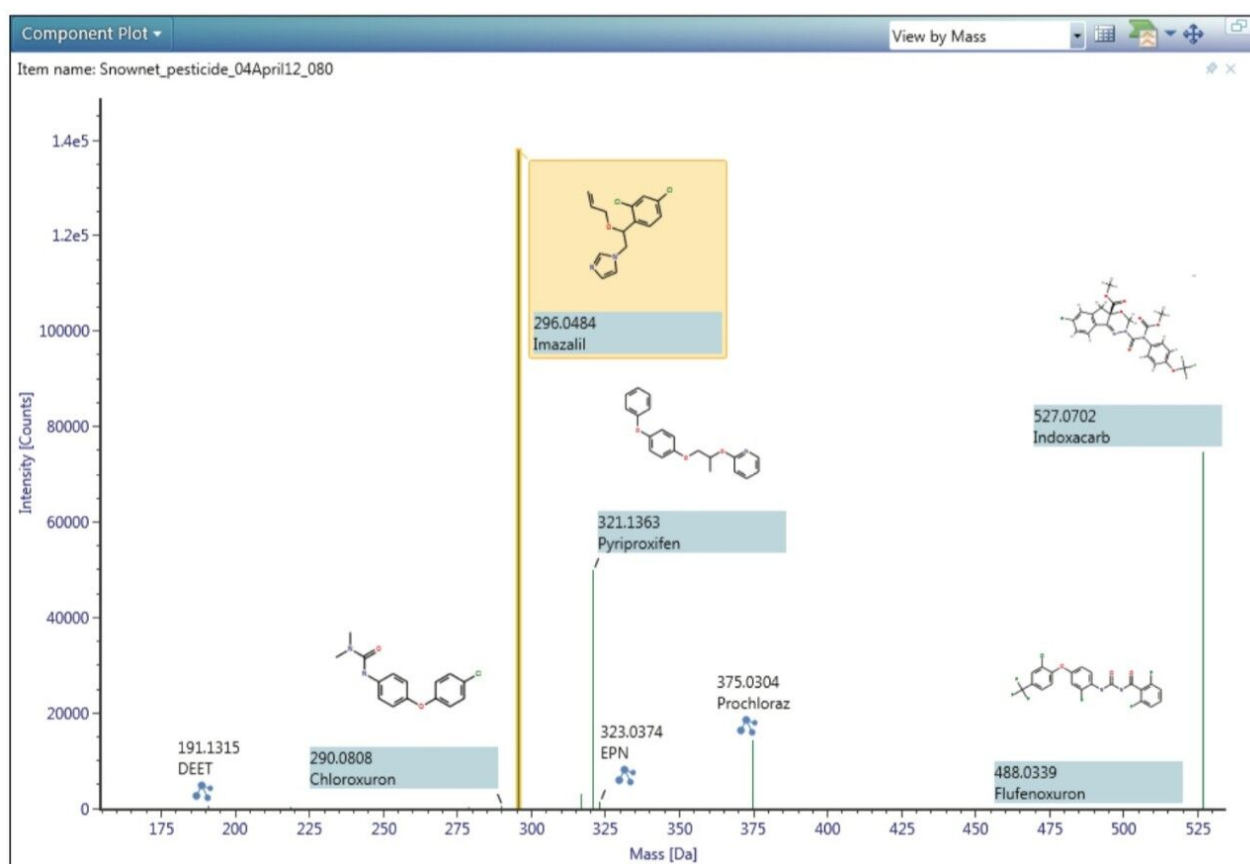 Component Plot
View by Mass
Item name: Snownet_pesticide_04April12_080
Intensity [Counts]
1.4e5
1.2e5
100000
80000
60000
40000
20000
0
296.0484
Imazalil
527.0702
Indoxacarb
321.1363
Pyriproxifen
375.0304
Prochloraz
323.0374
EPN
191.1315
DEET
290.0808
Chloroxuron
488.0339
Flufenoxuron
175 200 225 250 275 300 325 350 375 400 425 450 475 500 525
Mass [Da]